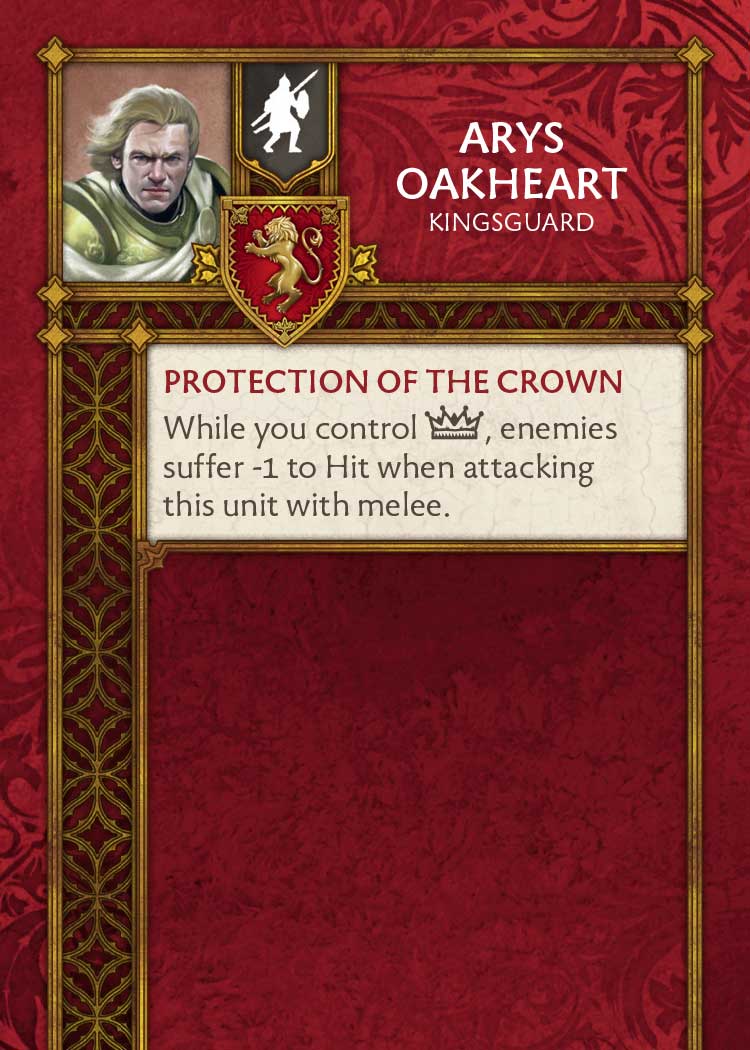 ARYS
OAKHEART
KINGSGUARD
PROTECTION OF THE CROWN
While you control , enemies
suffer -1 to Hit when attacking
this unit with melee.